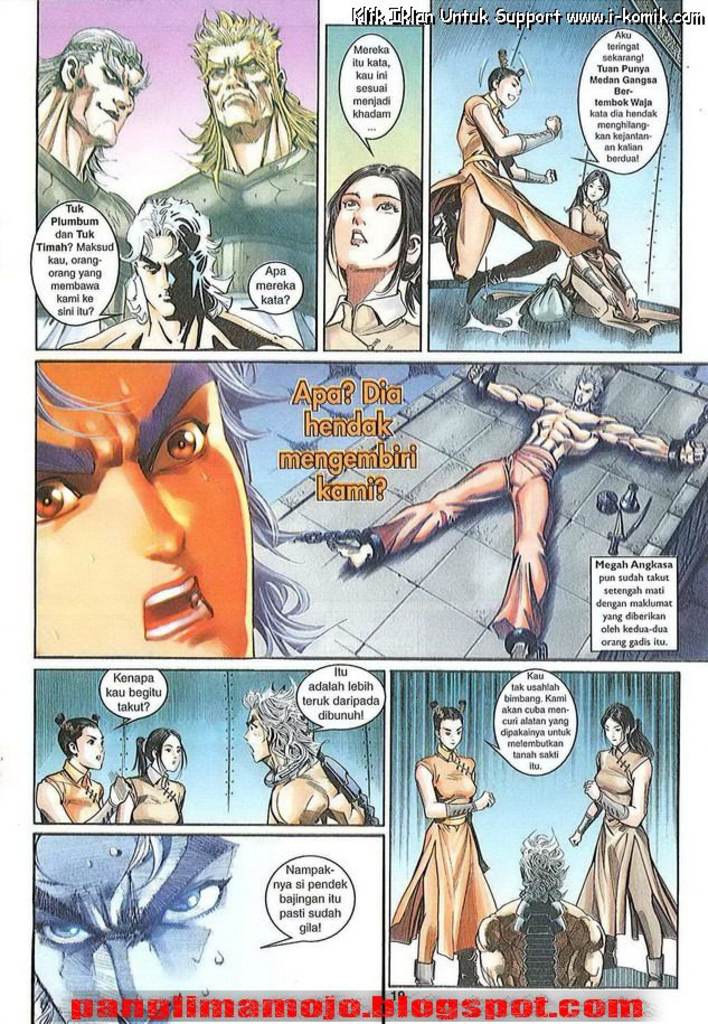 Klik Iklan Untuk Support www.i-komik.com
Tuk
Plumbum
dan Tuk
Timah? Maksud
kau, orang-
orang yang
membawa
kami ke
sini itu?
Apa
mereka
kata?
Mereka
itu kata,
kau ini
sesuai
menjadi
khadam
...
Aku
teringat
sekarang!
Tuan Punya
Medan Gangsa
Ber-
tembok Waja
kata dia hendak
menghilang-
kan kejantan-
an kalian
berdua!
Apa? Dia
hendak
mengembiri
kami?
Megah Angkasa
pun sudah takut
setengah mati
dengan maklumat
yang diberikan
oleh kedua-dua
orang gadis itu.
Kenapa
kau begitu
takut?
Itu
adalah lebih
teruk daripada
dibunuh!
Kau
tak usahlah
bimbang. Kami
akan cuba men-
curi alatan yang
dipakainya untuk
melembutkan
tanah sakti
itu.
Nampak-
nya si pendek
bajingan itu
pasti sudah
gila!
19
panglimamojo.blogspot.com